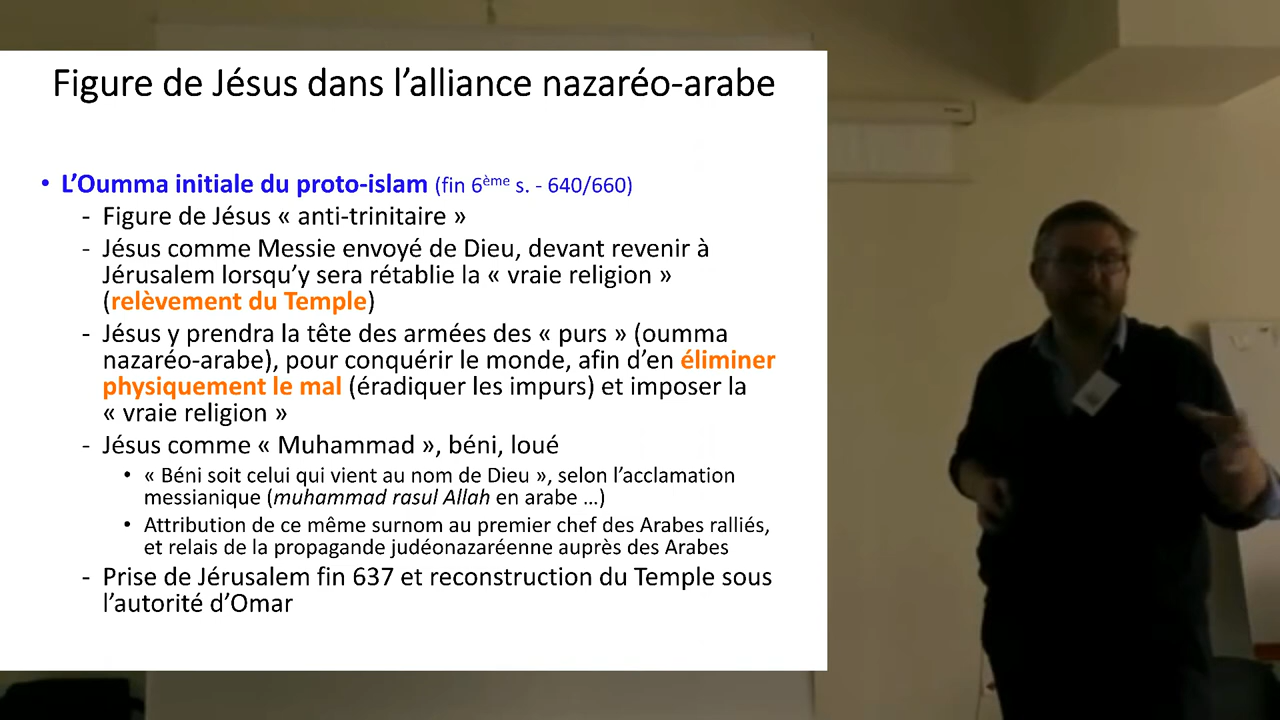 Figure de Jésus dans l’alliance nazaréo-arabe
• L’Oumma initiale du proto-islam (fin 6ème s. - 640/660)
- Figure de Jésus « anti-trinitaire »
- Jésus comme Messie envoyé de Dieu, devant revenir à
Jérusalem lorsqu’y sera rétablie la « vraie religion »
(relèvement du Temple)
- Jésus y prendra la tête des armées des « purs » (oumma
nazaréo-arabe), pour conquérir le monde, afin d’en éliminer
physiquement le mal (éradiquer les impurs) et imposer la
« vraie religion »
- Jésus comme « Muhammad », béni, loué
• « Béni soit celui qui vient au nom de Dieu », selon l’acclamation
messianique (muhammad rasul Allah en arabe …)
• Attribution de ce même surnom au premier chef des Arabes ralliés,
et relais de la propagande judéonazaréenne auprès des Arabes
- Prise de Jérusalem fin 637 et reconstruction du Temple sous
l’autorité d’Omar